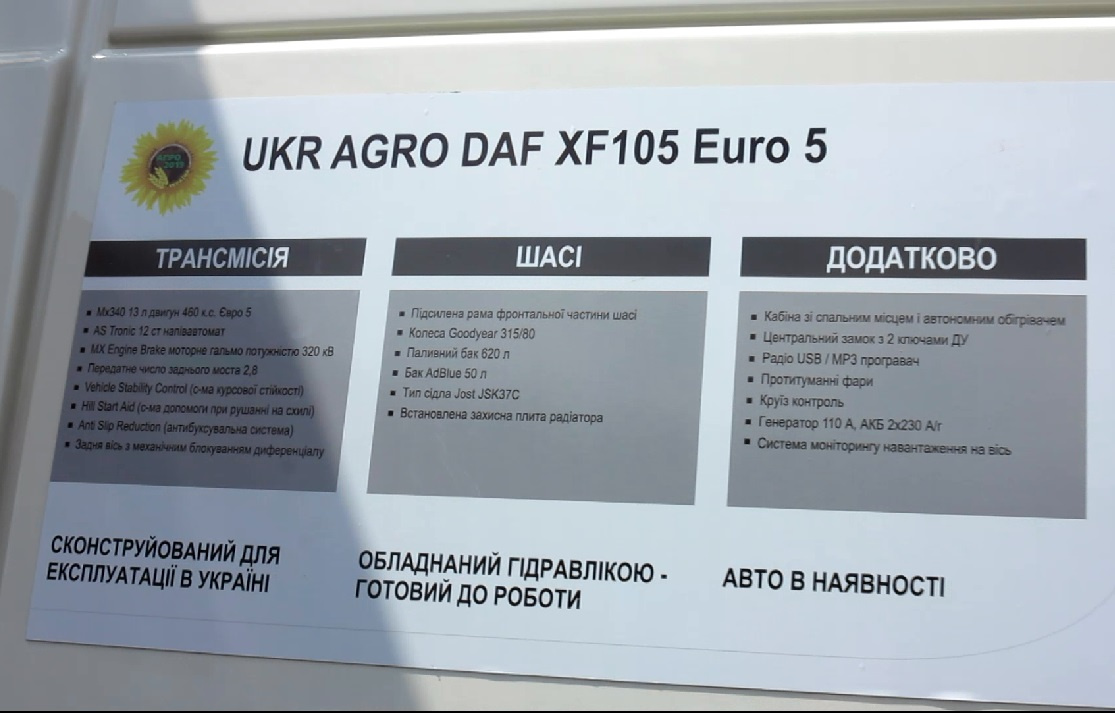 АГРО
2019
UKR AGRO DAF XF105 Euro 5
ТРАНСМІСІЯ
Mx340 13 л двигун 460 к.с. Євро 5
AS Tronic 12 ст напівавтомат
MX Engine Brake моторне гальмо потужністю 320 кВ
Передатне число заднього моста 2,8
Vehicle Stability Control (с-ма курсової стійкості)
Hill Start Aid (с-ма допомоги при рушанні на схилі)
Anti Slip Reduction (антибуксувальна система)
Задня вісь з механічним блокуванням диференціалу
СКОНСТРУЙОВАНИЙ ДЛЯ
ЕКСПЛУАТАЦІЇ В УКРАЇНІ
ШАСІ
Підсилена рама фронтальної частини шасі
Колеса Goodyear 315/80
Паливний бак 620 л
Бак AdBlue 50 л
Тип сідла Jost JSK37C
Встановлена захисна плита радіатора
ОБЛАДНАНИЙ ГІДРАВЛІКОЮ -
ГОТОВИЙ ДО РОБОТИ
ДОДАТКОВО
Кабіна зі спальним місцем і автономним обігрівачем
Центральний замок з 2 ключами ДУ
Радіо USB / MP3 програвач
Протитуманні фари
Круїз контроль
Генератор 110 А, АКБ 2x230 А/г
Система моніторингу навантаження на вісь
АВТО В НАЯВНОСТІ